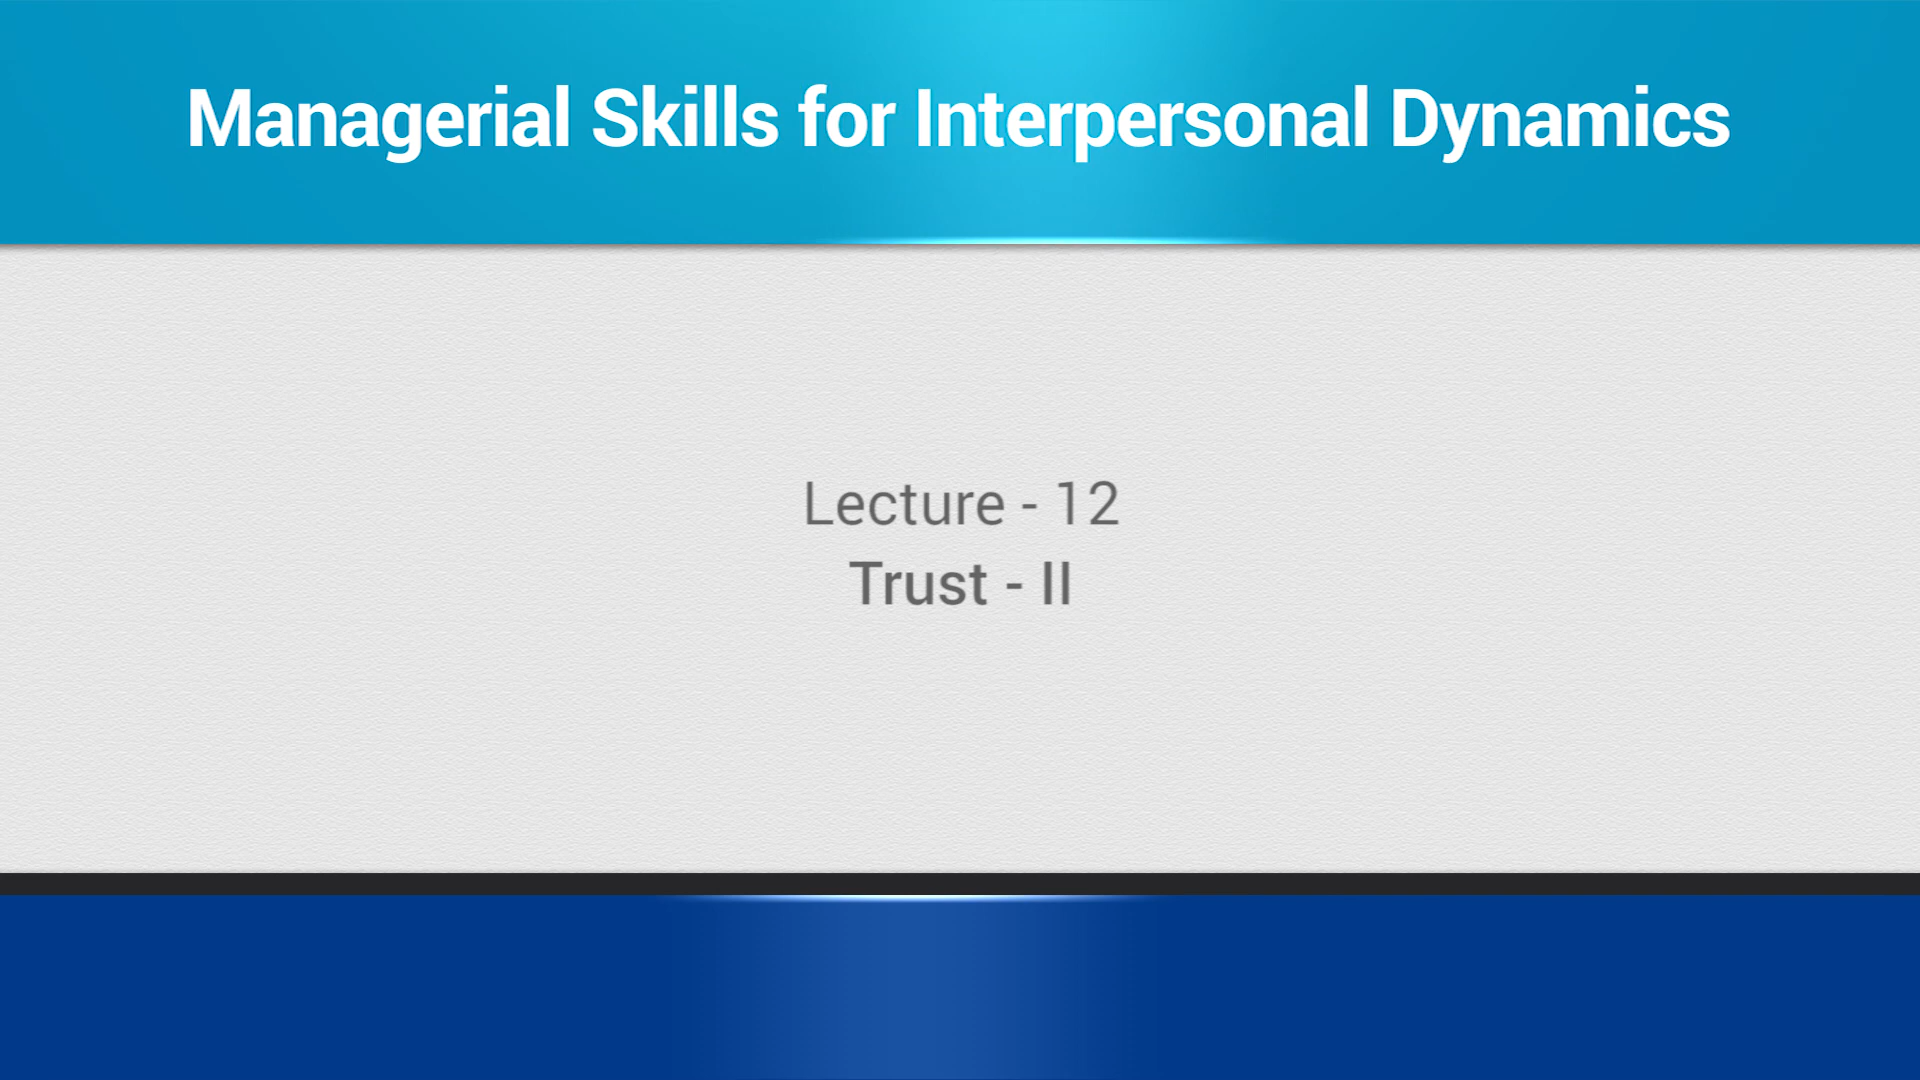 Managerial Skills for Interpersonal Dynamics
Lecture - 12
Trust - II